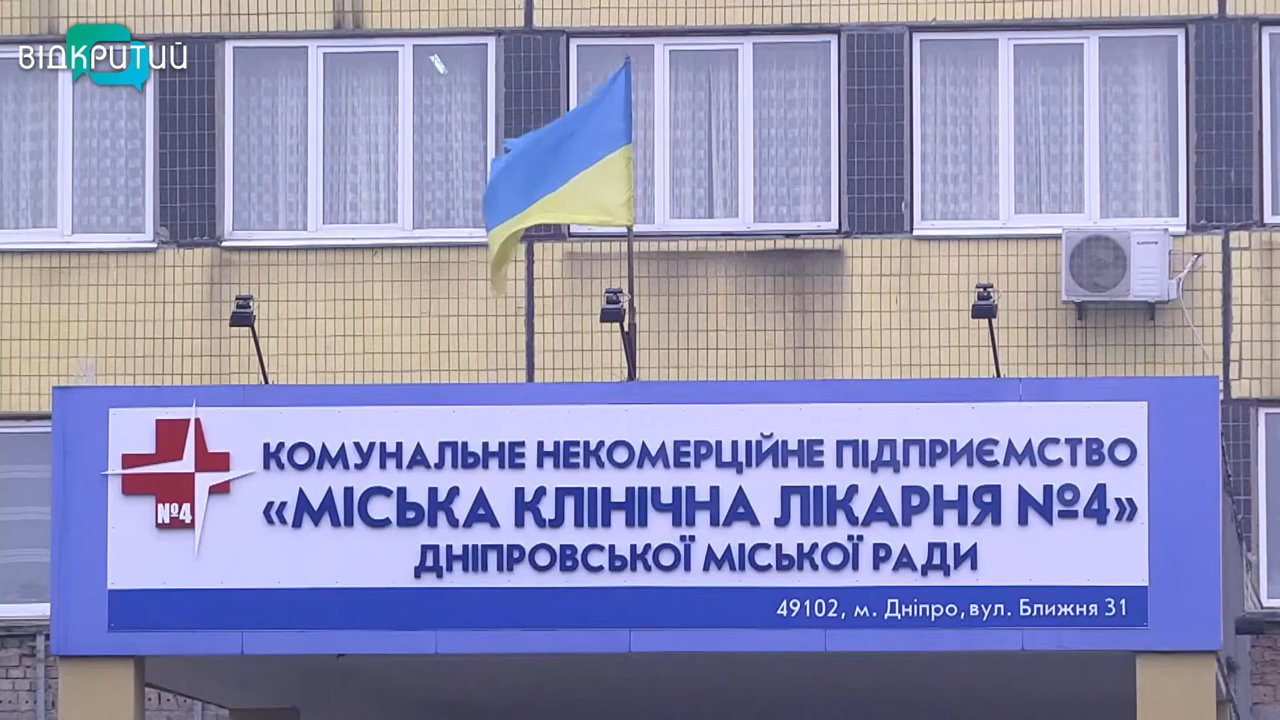 ВІДКРИТИЙ
КОМУНАЛЬНЕ НЕКОМЕРЦІЙНЕ ПІДПРИЄМСТВО
«МІСЬКА КЛІНІЧНА ЛІКАРНЯ №4»
№4
ДНІПРОВСЬКОЇ МІСЬКОЇ РАДИ
49102, м. Дніпро, вул. Ближня 31